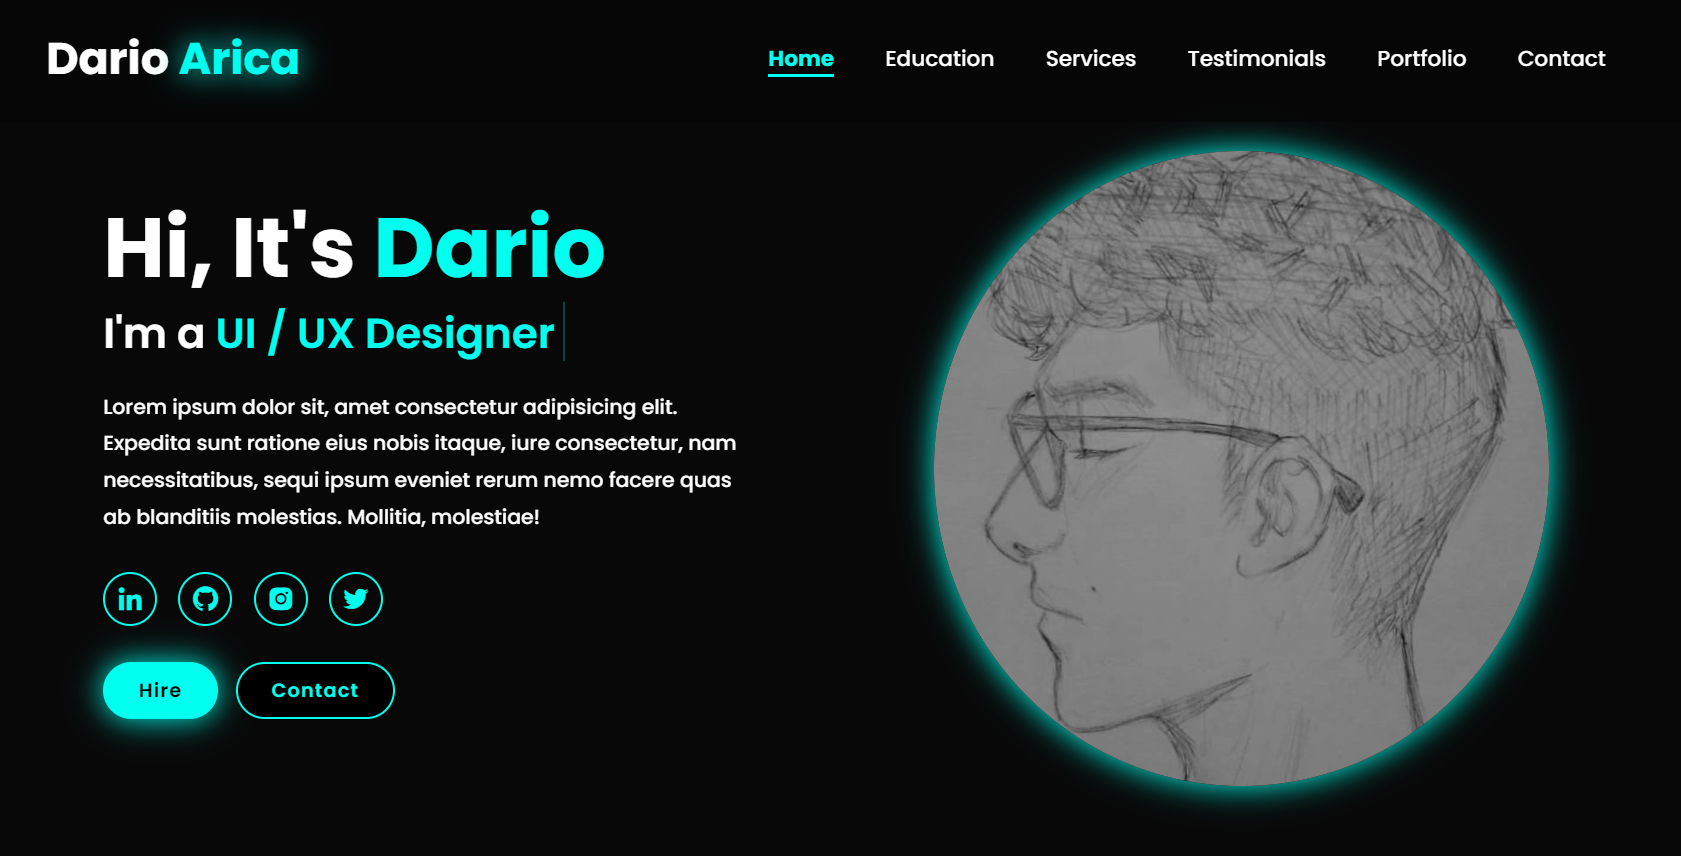 Dario Arica
Home Education Services Testimonials Portfolio Contact
Hi, It's Dario
I'm a UI / UX Designer
Lorem ipsum dolor sit, amet consectetur adipisicing elit.
Expedita sunt ratione eius nobis itaque, iure consectetur, nam
necessitatibus, sequi ipsum eveniet rerum nemo facere quas
ab blanditiis molestias. Mollitia, molestiae!
in
Hire Contact